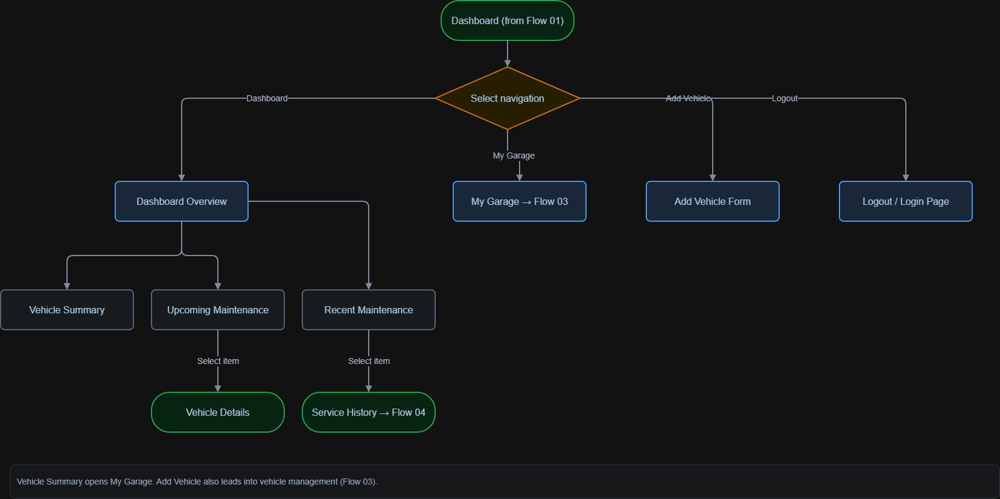 Dashboard (from Flow 01)
Select navigation
Dashboard
Add Vehicle
Logout
My Garage
Dashboard Overview
My Garage → Flow 03
Add Vehicle Form
Logout / Login Page
Vehicle Summary
Upcoming Maintenance
Recent Maintenance
Select item
Select item
Vehicle Details
Service History → Flow 04
Vehicle Summary opens My Garage. Add Vehicle also leads into vehicle management (Flow 03).